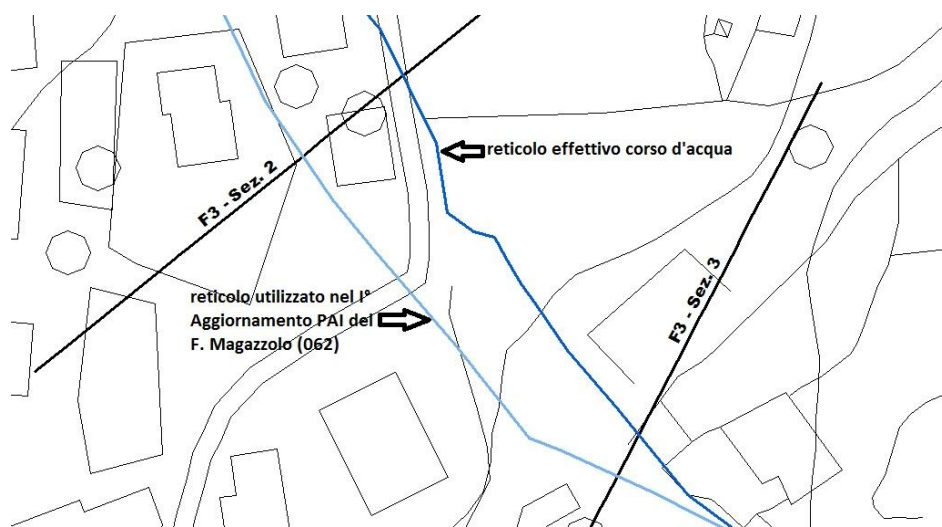 F3 - Sez. 2
reticolo effettivo corso d'acqua
F3 - Sez. 3
reticolo utilizzato nel I°
Aggiornamento PAI del
F. Magazzolo (062)